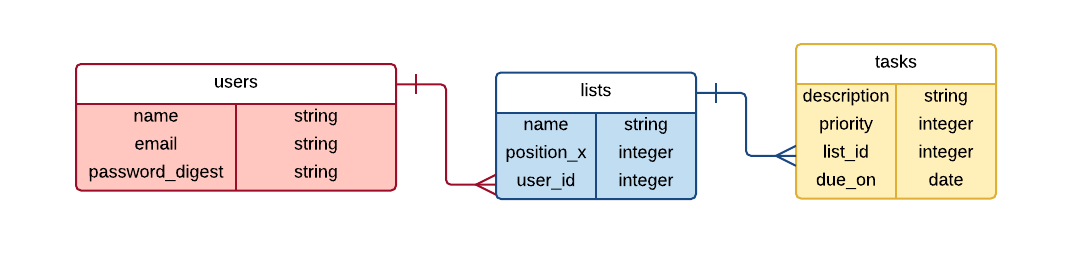 users
name string
email string
password_digest string
lists
name string
position_x integer
user_id integer
tasks
description string
priority integer
list_id integer
due_on date